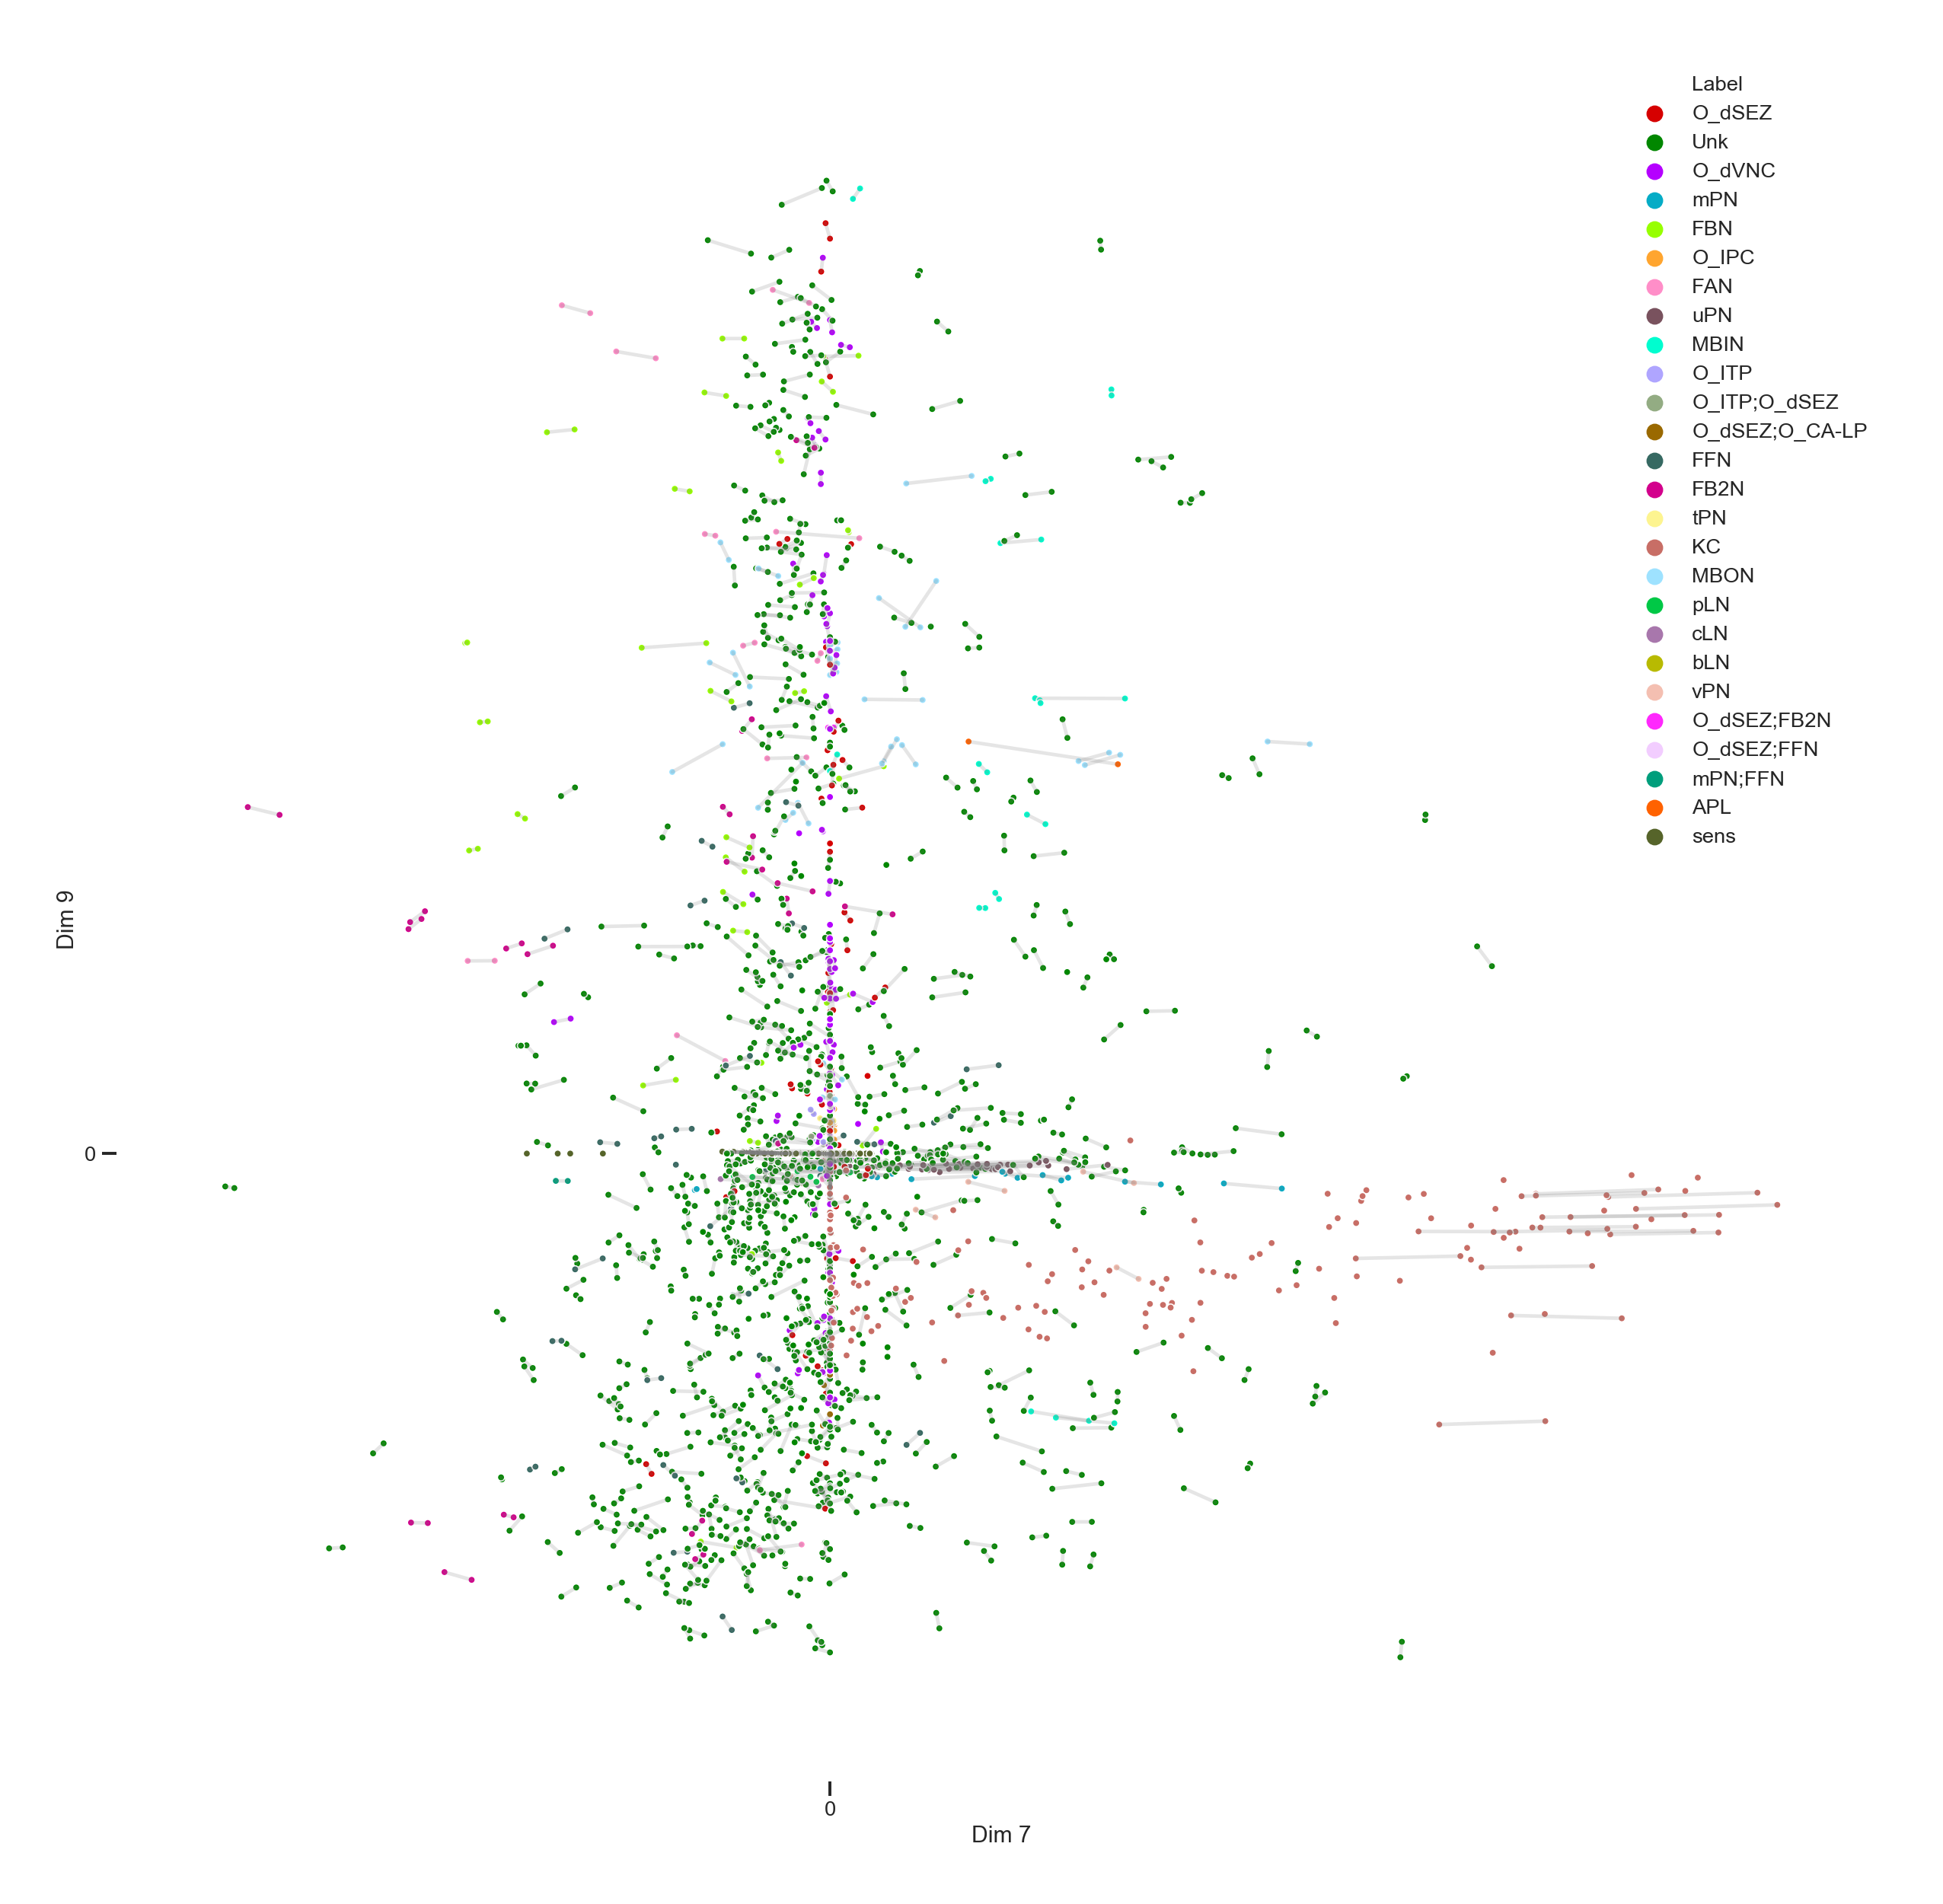 Label
O_dSEZ
Unk
O_dVNC
mPN
FBN
O_IPC
FAN
uPN
MBIN
O_ITP
O_ITP;O_dSEZ
O_dSEZ;O_CA-LP
FFN
FB2N
tPN
KC
MBON
pLN
cLN
bLN
vPN
O_dSEZ;FB2N
O_dSEZ;FFN
mPN;FFN
APL
sens
Dim 9
0
0
Dim 7